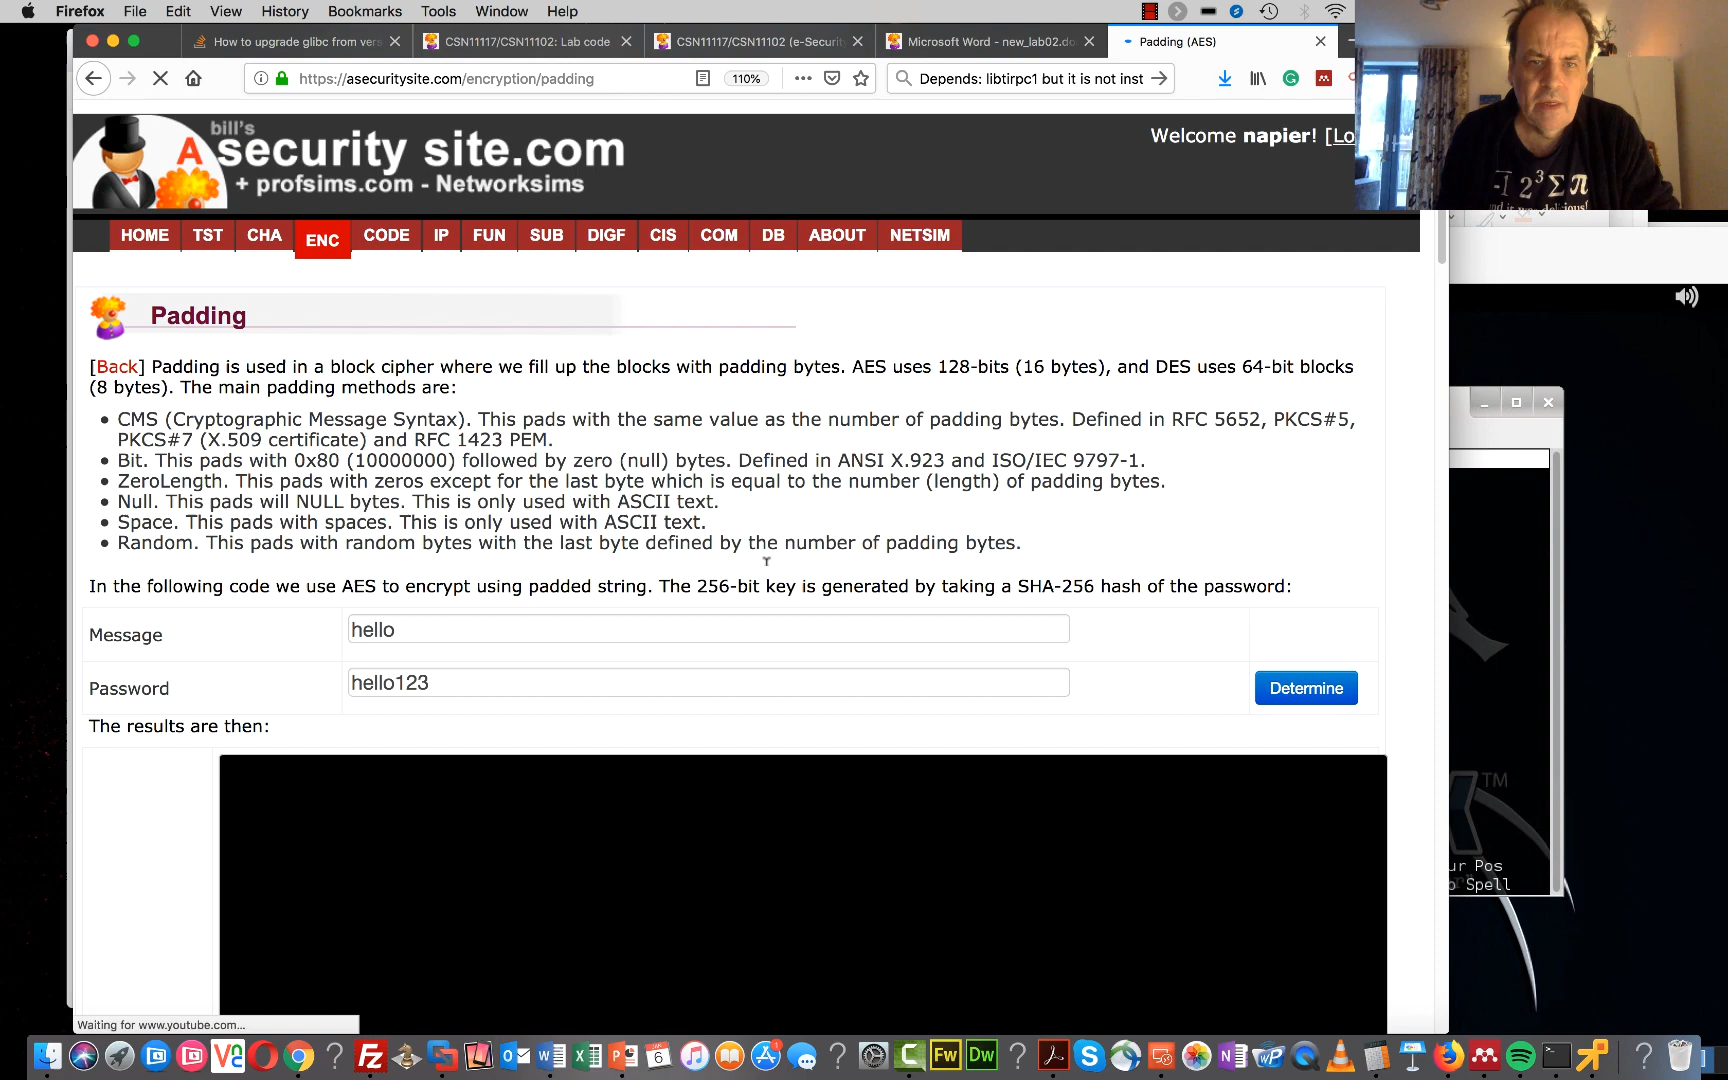 Firefox File Edit View History Bookmarks Tools Window Help
How to upgrade glibc from vers
CSN11117/CSN11102: Lab code
CSN11117/CSN11102 (e-Securit
Microsoft Word - new_lab02.do
Padding (AES)
https://asecuritysite.com/encryption/padding
110%
Depends: libtirpc1 but it is not inst
bill's
A security site.com
+ profsims.com - Networksims
Welcome napier! [Lo
-1 2³ Σ π
HOME TST CHA ENC CODE IP FUN SUB DIGF CIS COM DB ABOUT NETSIM
Padding
[Back] Padding is used in a block cipher where we fill up the blocks with padding bytes. AES uses 128-bits (16 bytes), and DES uses 64-bit blocks
(8 bytes). The main padding methods are:
• CMS (Cryptographic Message Syntax). This pads with the same value as the number of padding bytes. Defined in RFC 5652, PKCS#5,
PKCS#7 (X.509 certificate) and RFC 1423 PEM.
• Bit. This pads with 0x80 (10000000) followed by zero (null) bytes. Defined in ANSI X.923 and ISO/IEC 9797-1.
• ZeroLength. This pads with zeros except for the last byte which is equal to the number (length) of padding bytes.
• Null. This pads will NULL bytes. This is only used with ASCII text.
• Space. This pads with spaces. This is only used with ASCII text.
• Random. This pads with random bytes with the last byte defined by the number of padding bytes.
In the following code we use AES to encrypt using padded string. The 256-bit key is generated by taking a SHA-256 hash of the password:
Message
hello
Password
hello123
Determine
The results are then:
TM
ur Pos
o Spell
Waiting for www.youtube.com...